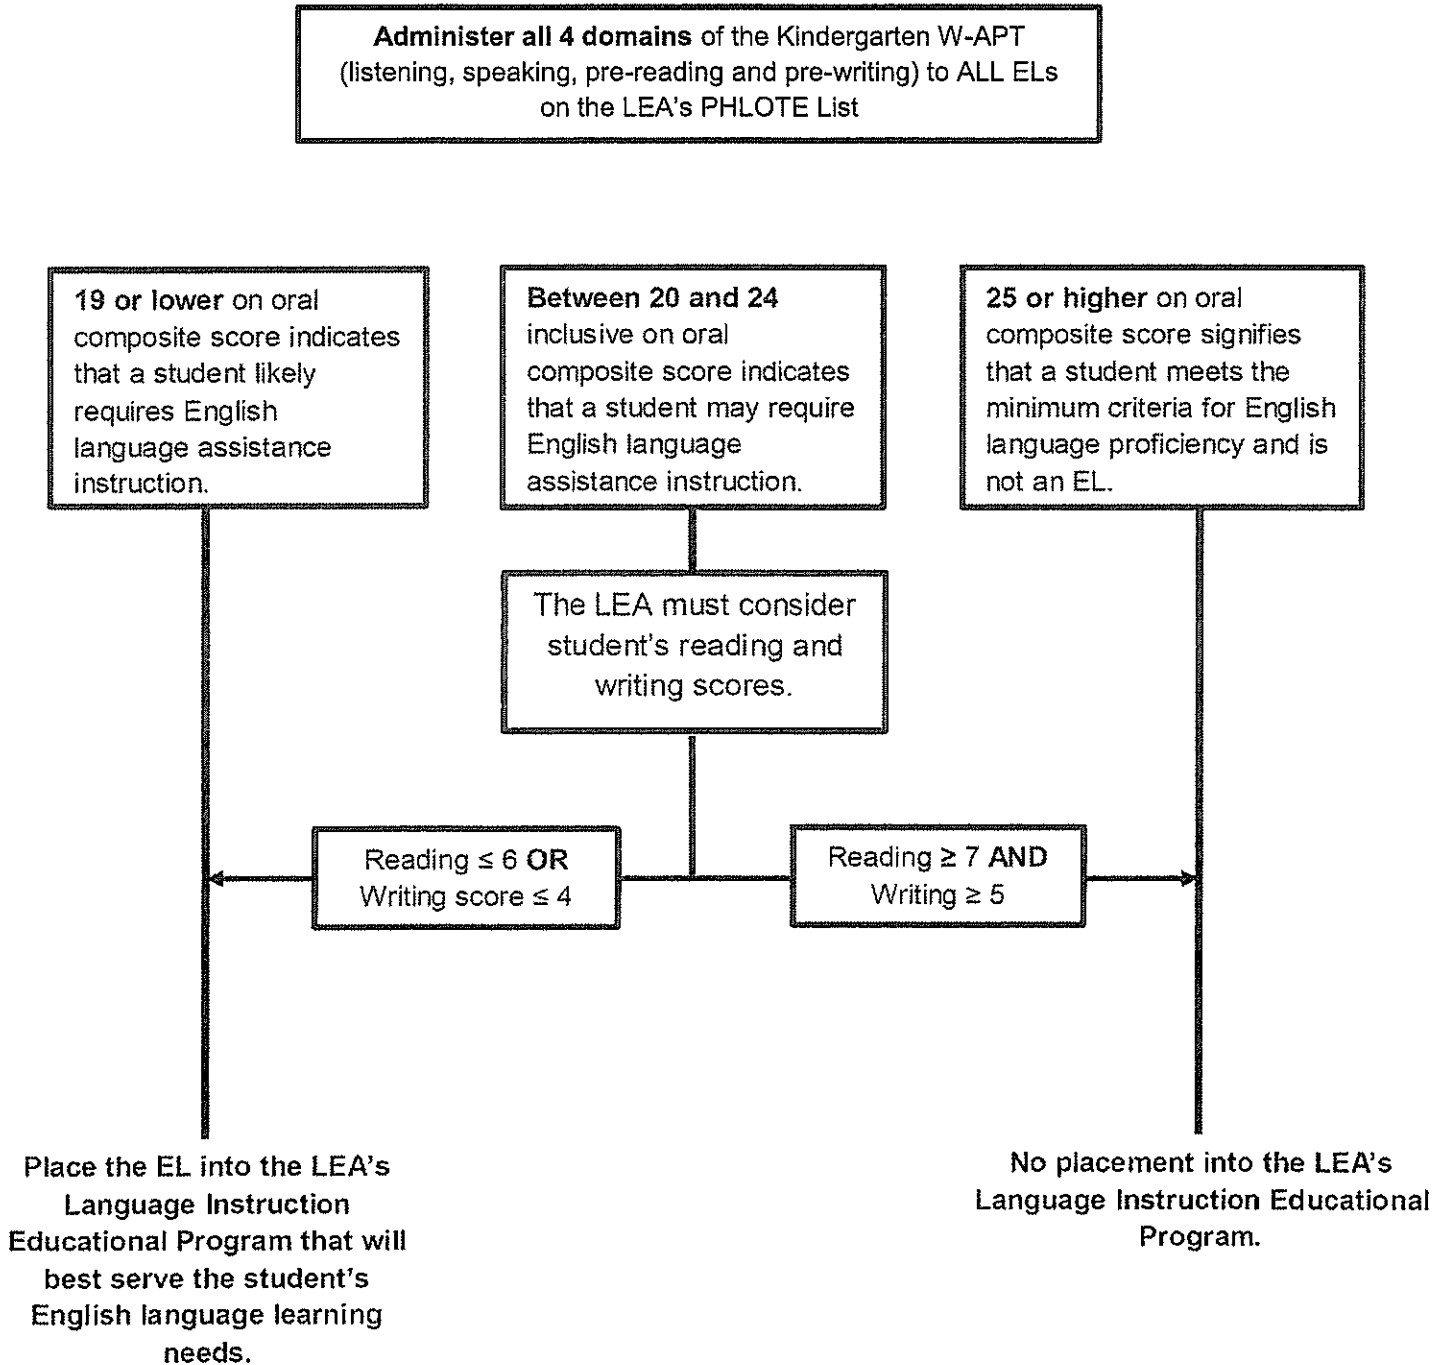 Administer all 4 domains of the Kindergarten W-APT
(listening, speaking, pre-reading and pre-writing) to ALL ELs
on the LEA's PHLOTE List
19 or lower on oral
composite score indicates
that a student likely
requires English
language assistance
instruction.
Between 20 and 24
inclusive on oral
composite score indicates
that a student may require
English language
assistance instruction.
25 or higher on oral
composite score signifies
that a student meets the
minimum criteria for English
language proficiency and is
not an EL.
The LEA must consider
student's reading and
writing scores.
Reading ≤ 6 OR
Writing score ≤ 4
Reading ≥ 7 AND
Writing ≥ 5
Place the EL into the LEA's
Language Instruction
Educational Program that will
best serve the student's
English language learning
needs.
No placement into the LEA's
Language Instruction Educational
Program.